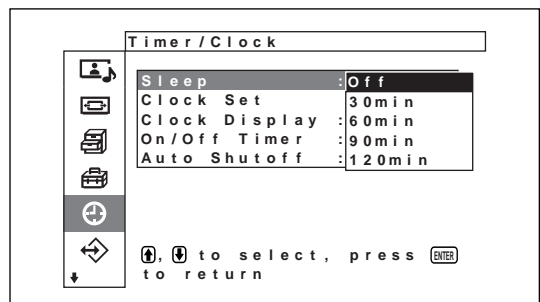 Timer/Clock
Sleep :Off
Clock Set 30min
Clock Display :60min
On/Off Timer :90min
Auto Shutoff :120min
, to select, press ENTER
to return